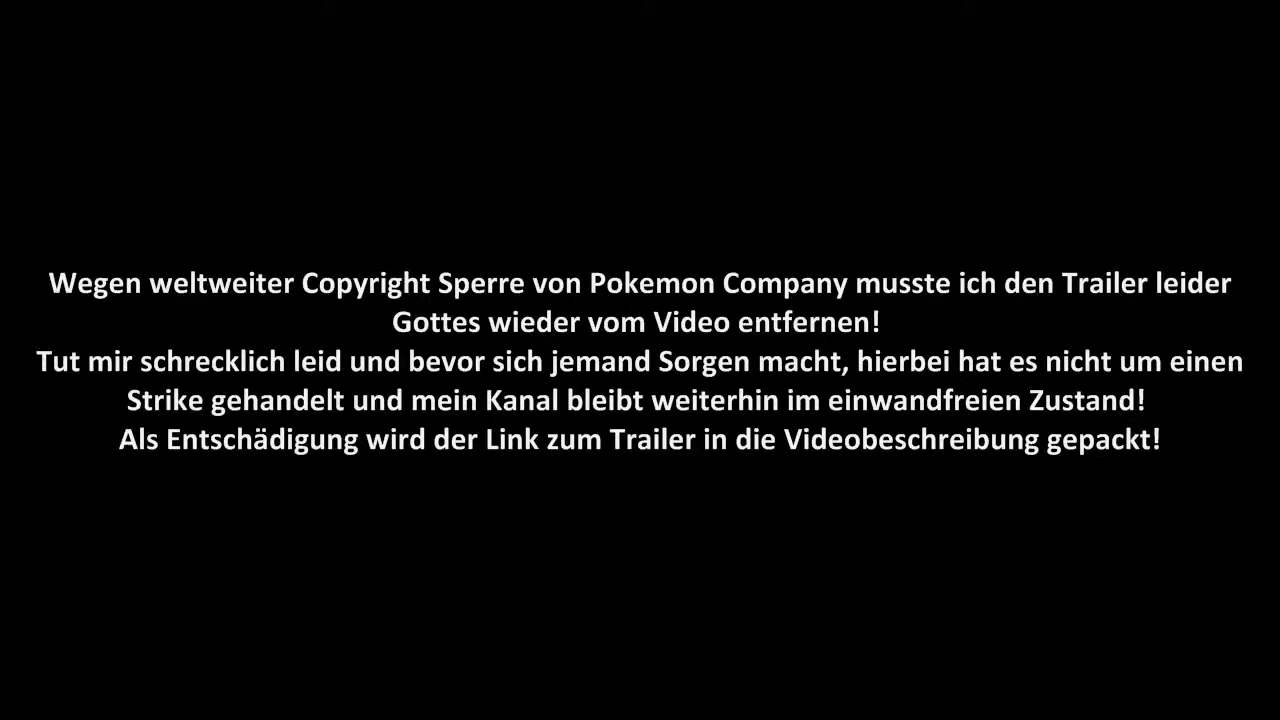 Wegen weltweiter Copyright Sperre von Pokemon Company musste ich den Trailer leider
Gottes wieder vom Video entfernen!
Tut mir schrecklich leid und bevor sich jemand Sorgen macht, hierbei hat es nicht um einen
Strike gehandelt und mein Kanal bleibt weiterhin im einwandfreien Zustand!
Als Entschädigung wird der Link zum Trailer in die Videobeschreibung gepackt!